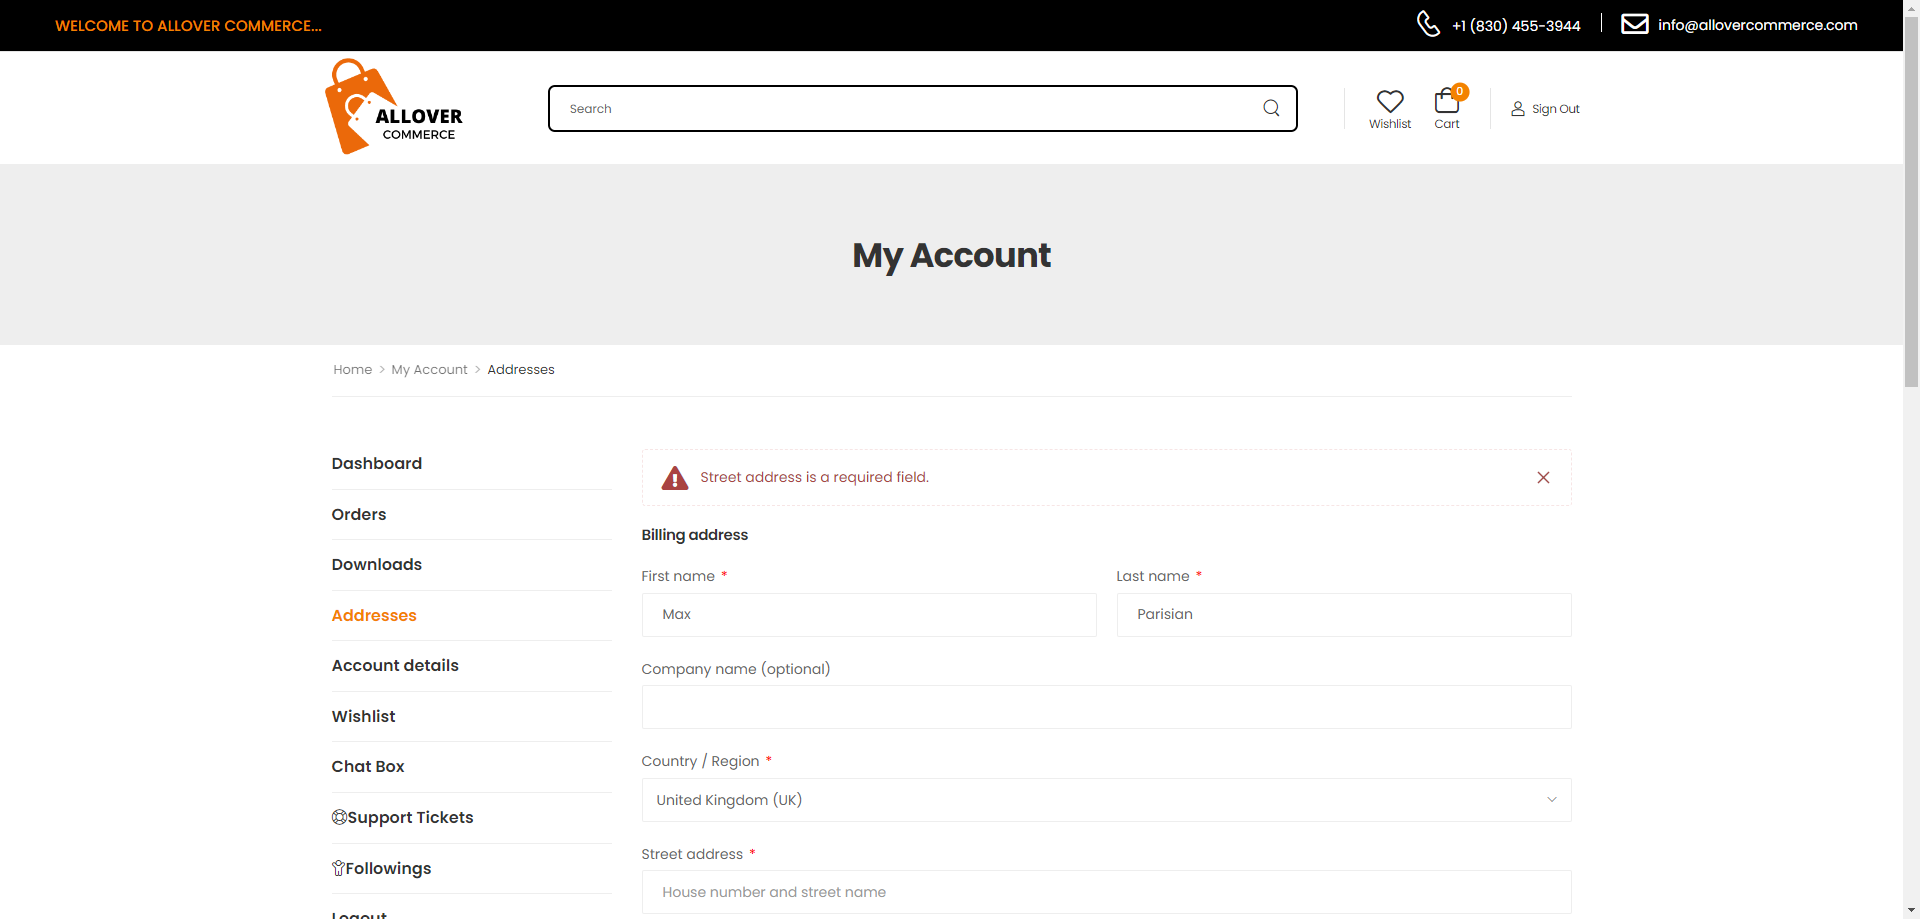 WELCOME TO ALLOVER COMMERCE...
+1 (830) 455-3944
info@allovercommerce.com
ALLOVER
COMMERCE
Search
Wishlist
0
Cart
Sign Out
My Account
Home > My Account > Addresses
Dashboard
Orders
Downloads
Addresses
Account details
Wishlist
Chat Box
Support Tickets
Followings
Logout
Street address is a required field.
Billing address
First name *
Last name *
Max
Parisian
Company name (optional)
Country / Region *
United Kingdom (UK)
Street address *
House number and street name